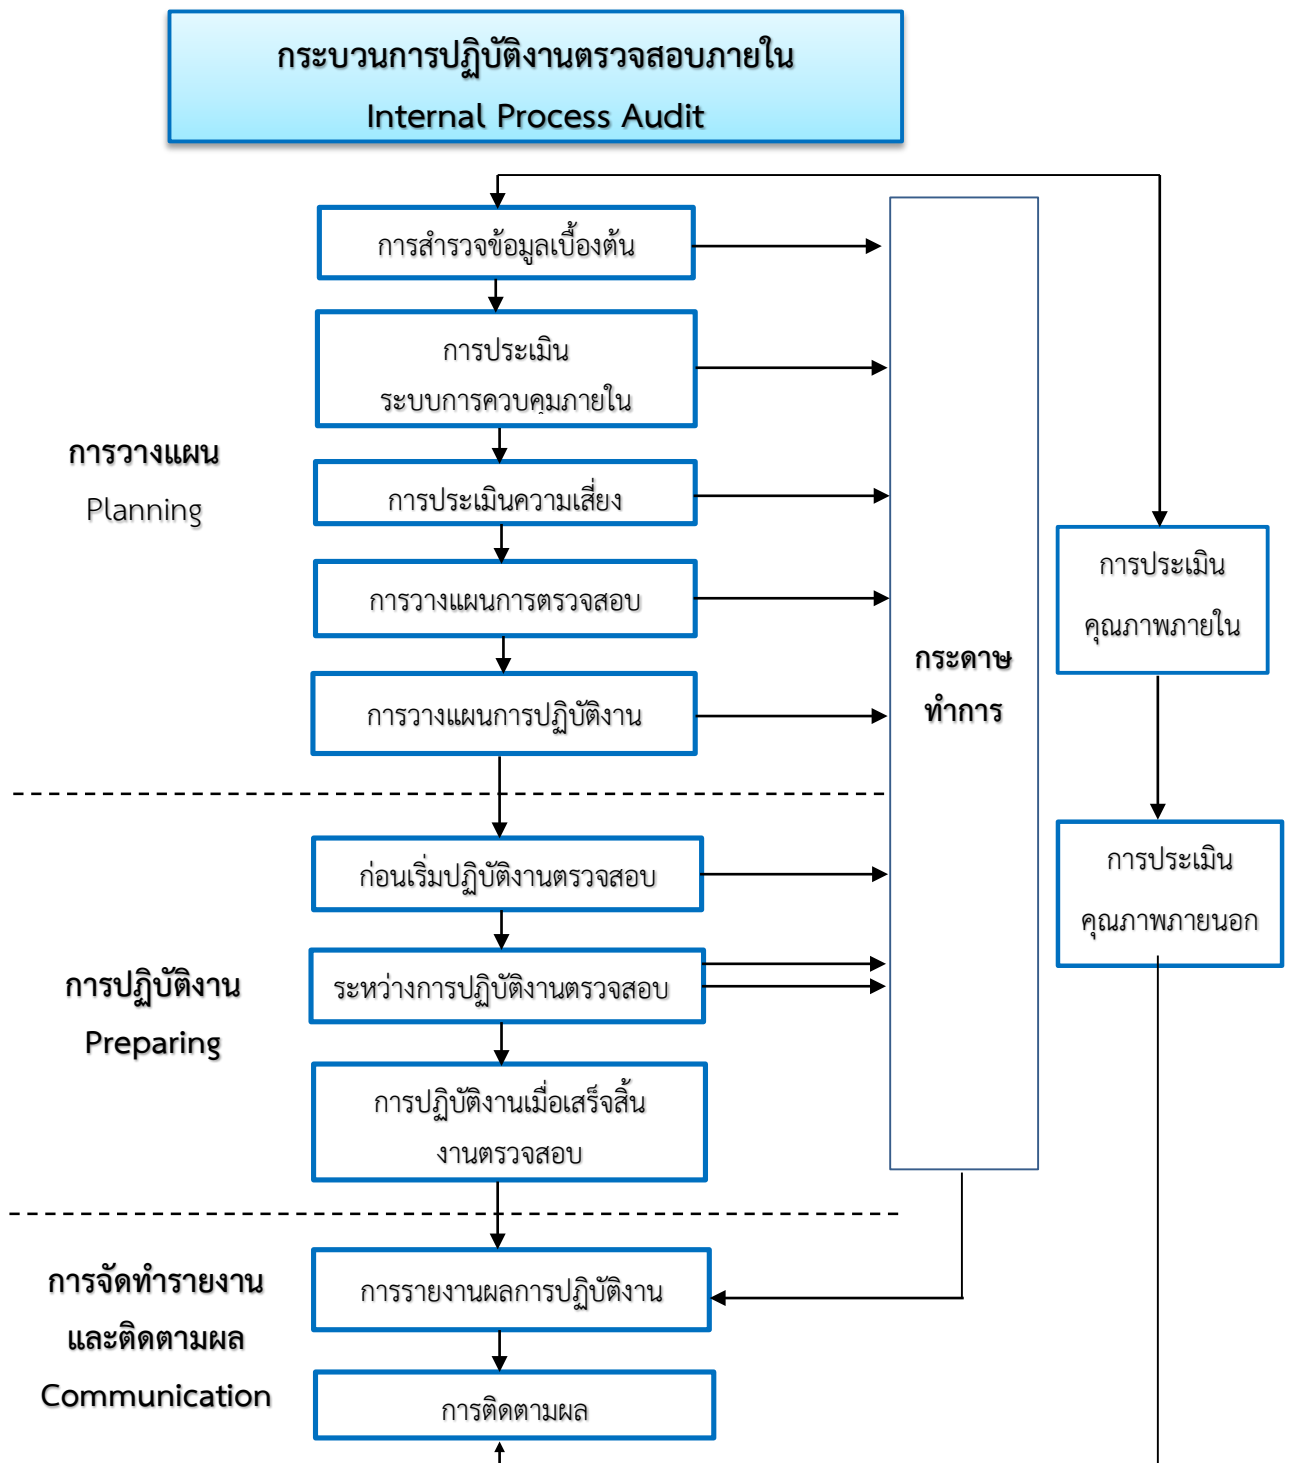 กระบวนการปฏิบัติงานตรวจสอบภายใน
Internal Process Audit
การสำรวจข้อมูลเบื้องต้น
การประเมิน
ระบบการควบคุมภายใน
การวางแผน
Planning
การประเมินความเสี่ยง
การวางแผนการตรวจสอบ
การวางแผนการปฏิบัติงาน
กระดาษ
ทำการ
การประเมิน
คุณภาพภายใน
การประเมิน
คุณภาพภายนอก
ก่อนเริ่มปฏิบัติงานตรวจสอบ
การปฏิบัติงาน
Preparing
ระหว่างการปฏิบัติงานตรวจสอบ
การปฏิบัติงานเมื่อเสร็จสิ้น
งานตรวจสอบ
การจัดทำรายงาน
และติดตามผล
Communication
การรายงานผลการปฏิบัติงาน
การติดตามผล